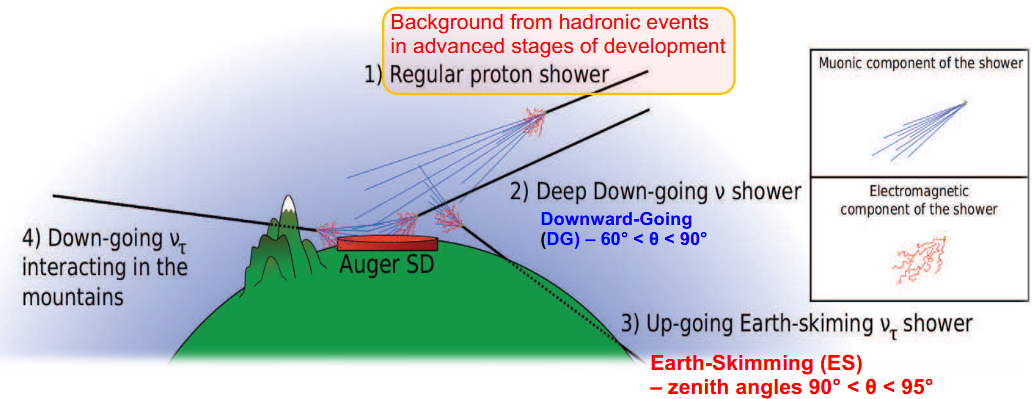 Background from hadronic events
in advanced stages of development
1) Regular proton shower
Muonic component of the shower
2) Deep Down-going ν shower
Downward-Going
(DG) – 60° < θ < 90°
Electromagnetic
component of the shower
4) Down-going ντ
interacting in the
mountains
Auger SD
3) Up-going Earth-skiming ντ shower
Earth-Skimming (ES)
– zenith angles 90° < θ < 95°